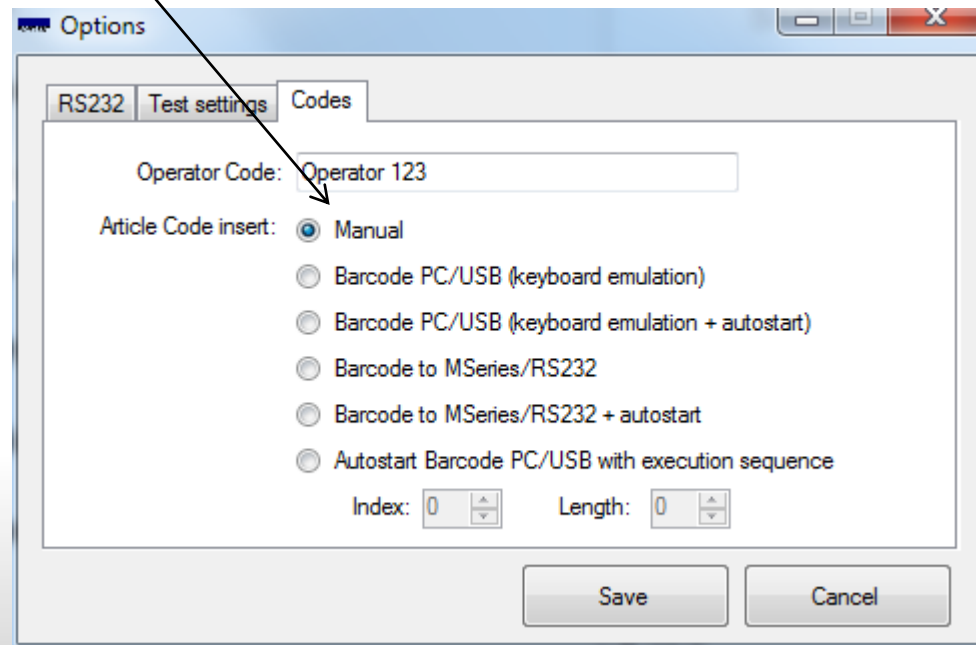 Options
RS232 Test settings Codes
Operator Code: Operator 123
Article Code insert: Manual
Barcode PC/USB (keyboard emulation)
Barcode PC/USB (keyboard emulation + autostart)
Barcode to MSeries/RS232
Barcode to MSeries/RS232 + autostart
Autostart Barcode PC/USB with execution sequence
Index: 0 Length: 0
Save Cancel